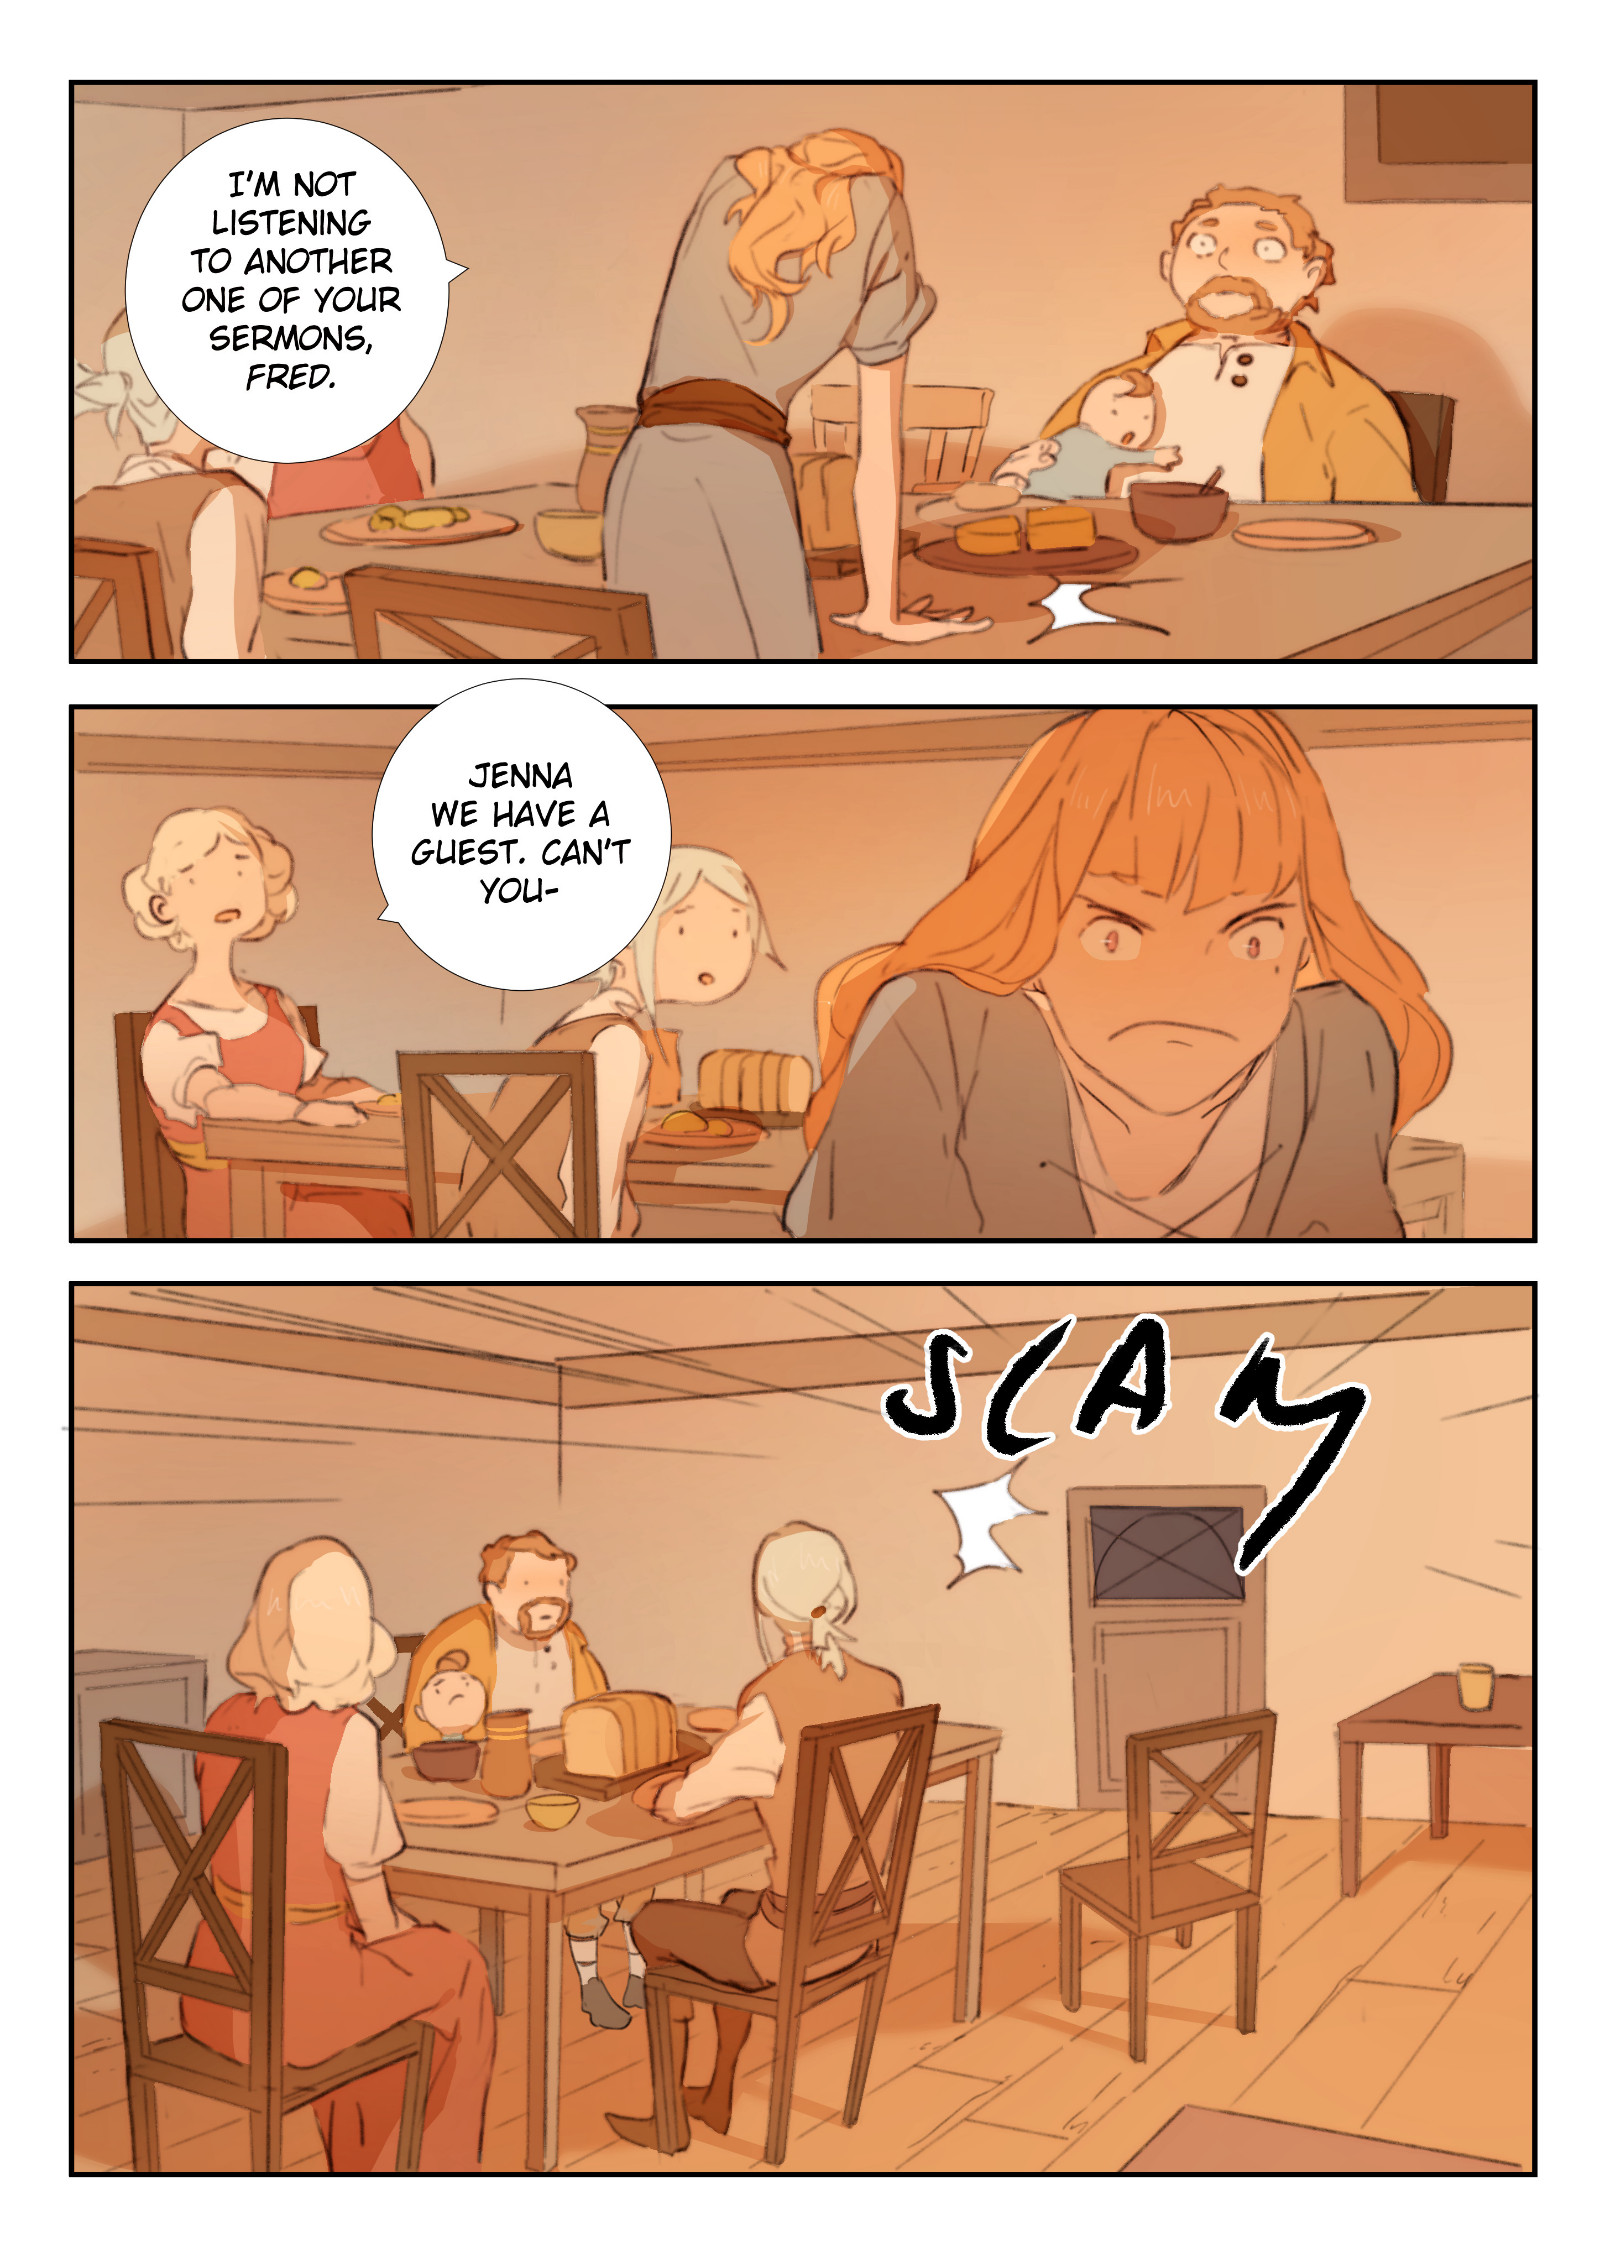 I'M NOT
LISTENING
TO ANOTHER
ONE OF YOUR
SERMONS,
FRED.
JENNA
WE HAVE A
GUEST. CAN'T
YOU-
SLAM